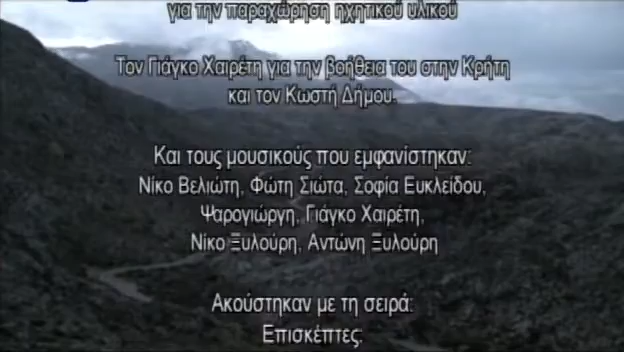 για την παραχώρηση ηχητικού υλικού
Τον Γιάγκο Χαιρέτη για την βοήθεια του στην Κρήτη
και τον Κωστή Δήμου.
Και τους μουσικούς που εμφανίστηκαν:
Νίκο Βελιώτη, Φώτη Σιώτα, Σοφία Ευκλείδου,
Ψαρογιώργη, Γιάγκο Χαιρέτη,
Νίκο Ξυλούρη, Αντώνη Ξυλούρη
Ακούστηκαν με τη σειρά:
Επισκέπτες: